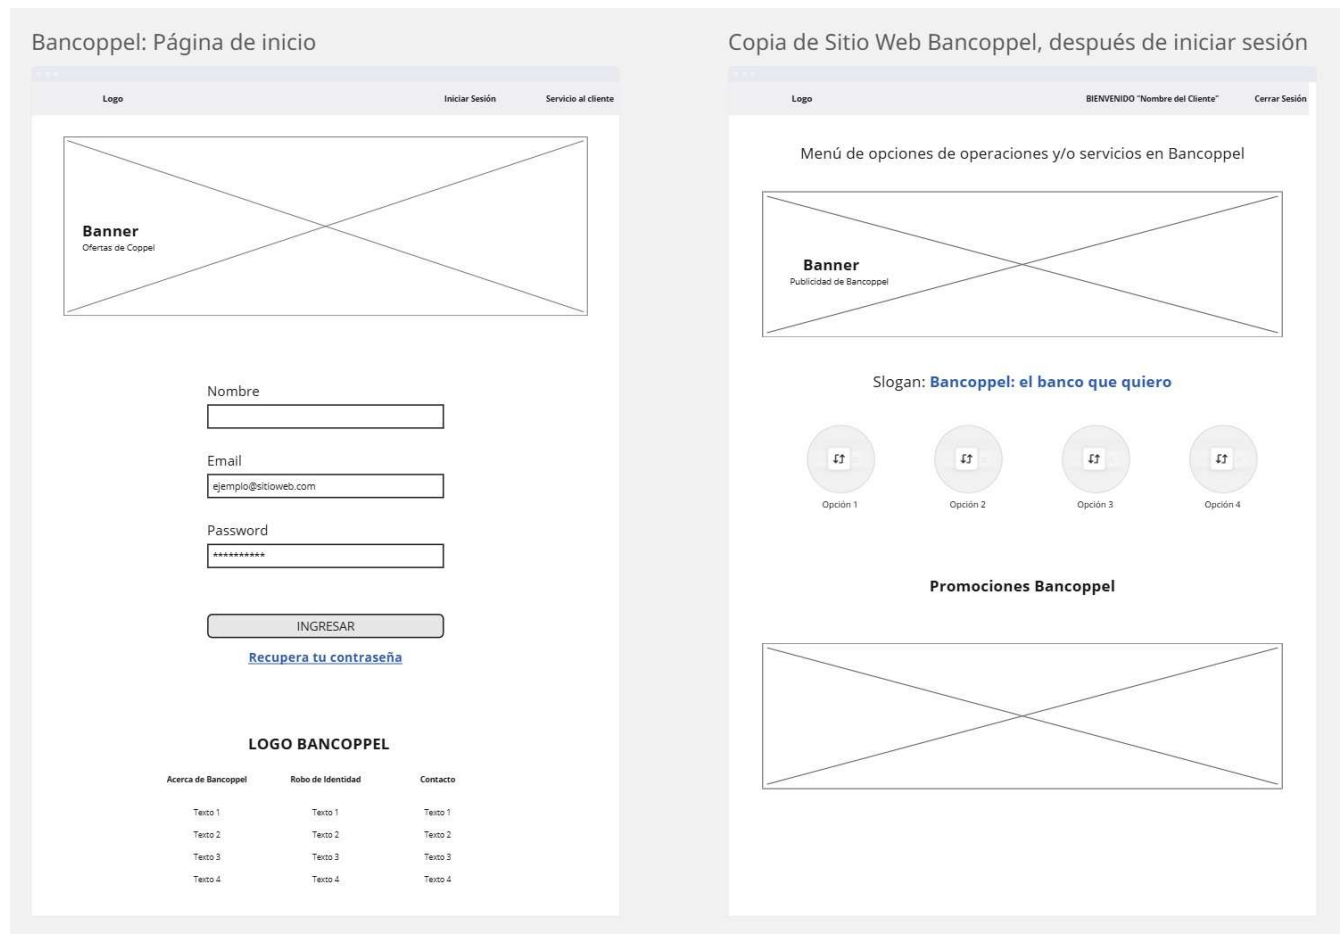 Bancoppel: Página de inicio
Logo
Iniciar Sesión
Servicio al cliente
Banner
Ofertas de Coppel
Nombre
Email
ejemplo@sitioweb.com
Password
**********
INGRESAR
Recupera tu contraseña
LOGO BANCOPPEL
Acerca de Bancoppel Robo de Identidad Contacto
Texto 1 Texto 1 Texto 1
Texto 2 Texto 2 Texto 2
Texto 3 Texto 3 Texto 3
Texto 4 Texto 4 Texto 4
Copia de Sitio Web Bancoppel, después de iniciar sesión
Logo
BIENVENIDO "Nombre del Cliente"
Cerrar Sesión
Menú de opciones de operaciones y/o servicios en Bancoppel
Banner
Publicidad de Bancoppel
Slogan: Bancoppel: el banco que quiero
Opción 1 Opción 2 Opción 3 Opción 4
Promociones Bancoppel